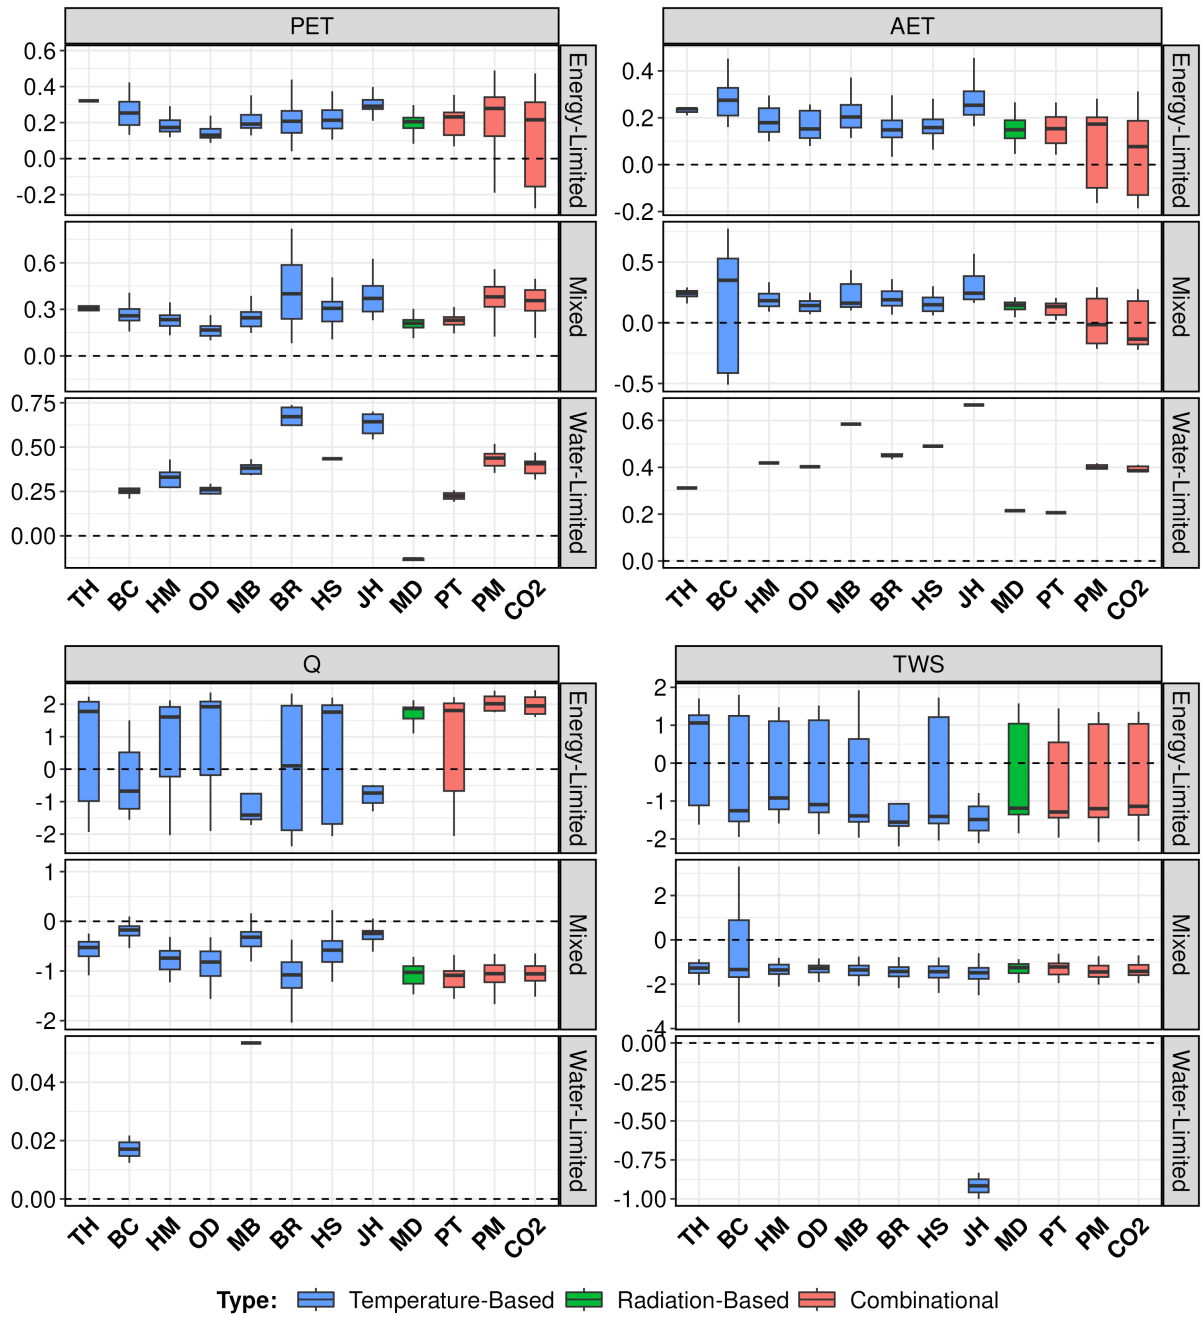 PET
0.6
0.4
0.2
0.0
-0.2
Energy-Limited
0.6
0.3
0.0
Mixed
0.75
0.50
0.25
0.00
Water-Limited
TH BC HM OD MB BR HS JH MD PT PM CO2
AET
0.4
0.2
0.0
-0.2
Energy-Limited
0.5
0.0
-0.5
Mixed
0.6
0.4
0.2
0.0
Water-Limited
TH BC HM OD MB BR HS JH MD PT PM CO2
Q
2
1
0
-1
-2
Energy-Limited
1
0
-1
-2
Mixed
0.04
0.02
0.00
Water-Limited
TH BC HM OD MB BR HS JH MD PT PM CO2
TWS
2
1
0
-1
-2
Energy-Limited
2
0
-2
-4
Mixed
0.00
-0.25
-0.50
-0.75
-1.00
Water-Limited
TH BC HM OD MB BR HS JH MD PT PM CO2
Type: Temperature-Based Radiation-Based Combinational